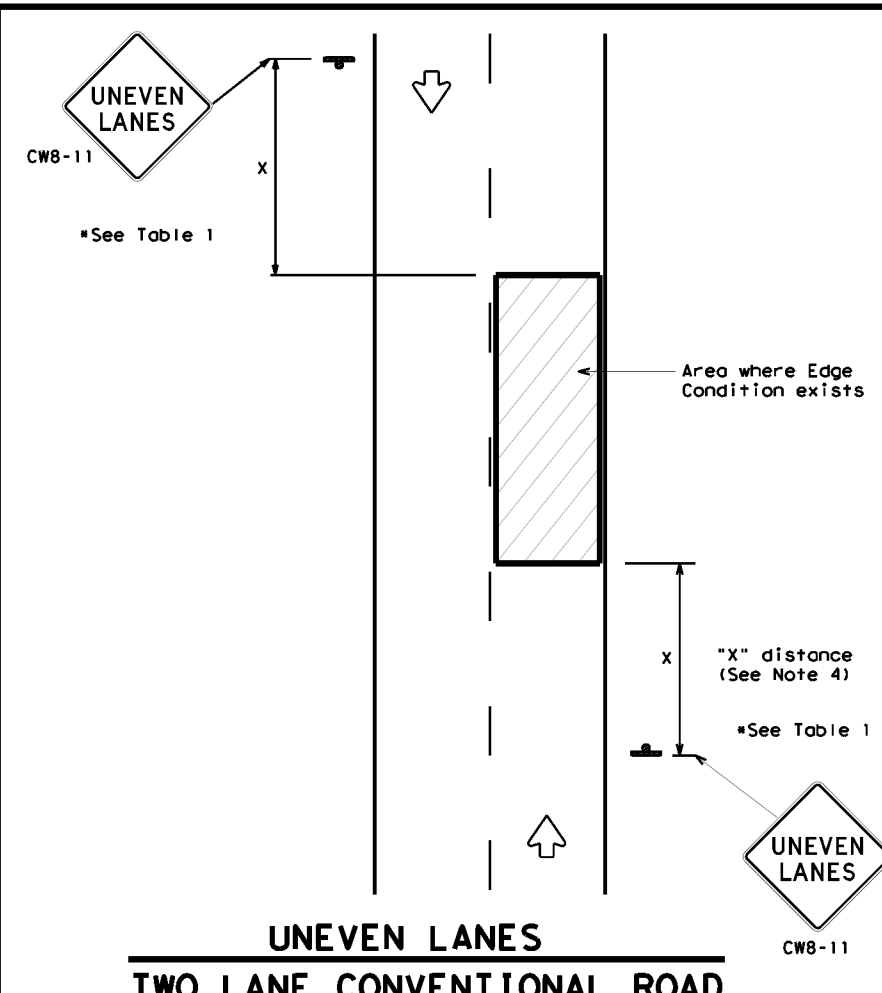 UNEVEN
LANES
CW8-11
X
*See Table 1
Area where Edge
Condition exists
X
"X" distance
(See Note 4)
*See Table 1
UNEVEN
LANES
CW8-11
UNEVEN LANES
TWO LANE CONVENTIONAL ROAD